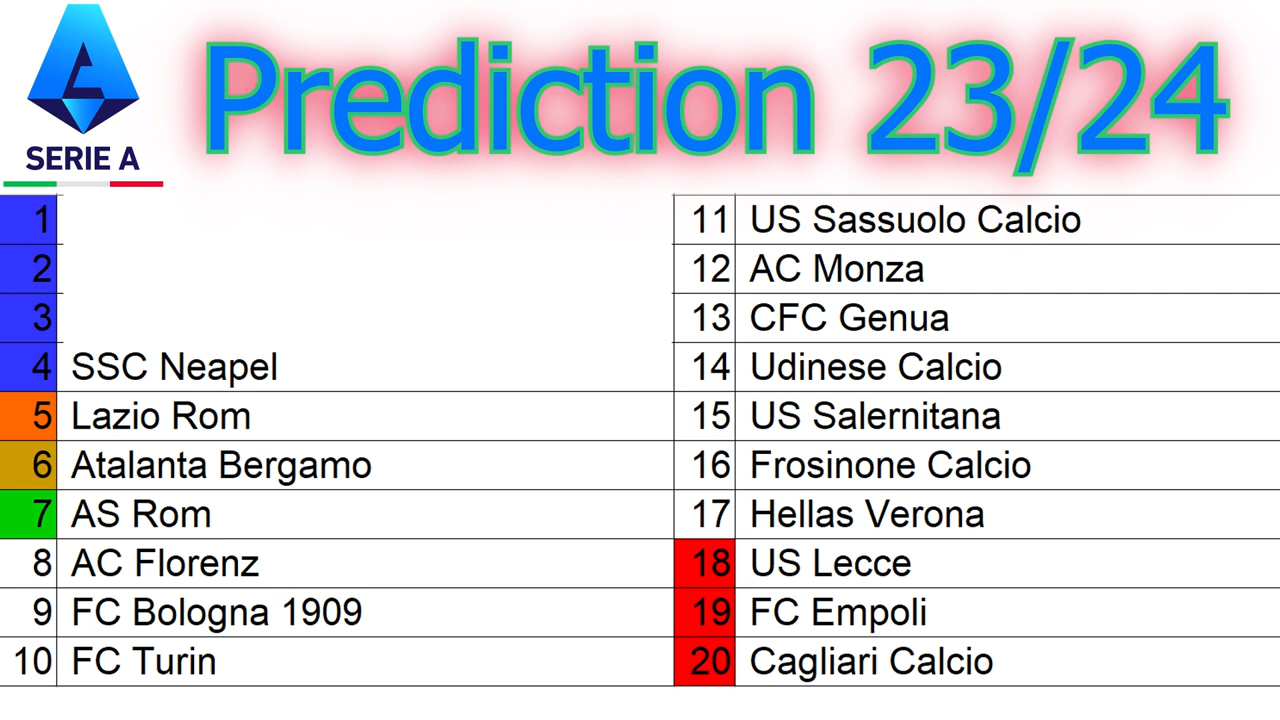 SERIE A
Prediction 23/24
1
2
3
4 SSC Neapel
5 Lazio Rom
6 Atalanta Bergamo
7 AS Rom
8 AC Florenz
9 FC Bologna 1909
10 FC Turin
11 US Sassuolo Calcio
12 AC Monza
13 CFC Genua
14 Udinese Calcio
15 US Salernitana
16 Frosinone Calcio
17 Hellas Verona
18 US Lecce
19 FC Empoli
20 Cagliari Calcio